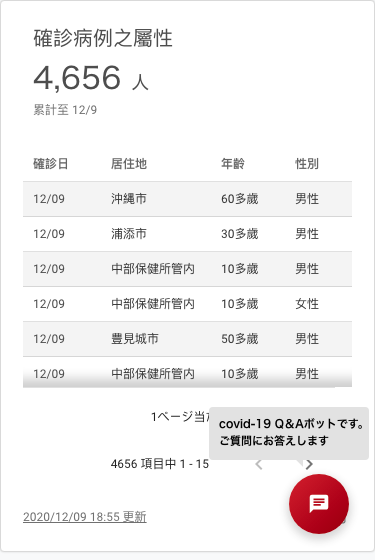 確診病例之屬性
4,656 人
累計至 12/9
確診日 居住地 年齡 性別
12/09 沖縄市 60多歲 男性
12/09 浦添市 30多歲 男性
12/09 中部保健所管内 10多歲 男性
12/09 中部保健所管内 10多歲 女性
12/09 豊見城市 50多歲 男性
12/09 中部保健所管内 10多歲 男性
1ページ当
covid-19 Q&Aボットです。
ご質問にお答えします
4656 項目中 1 - 15
2020/12/09 18:55 更新